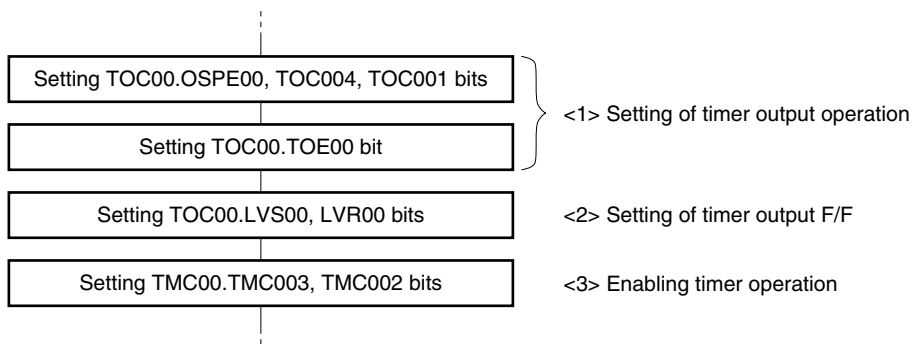 Setting TOC00.OSPE00, TOC004, TOC001 bits
<1> Setting of timer output operation
Setting TOC00.TOE00 bit
Setting TOC00.LVS00, LVR00 bits
<2> Setting of timer output F/F
Setting TMC00.TMC003, TMC002 bits
<3> Enabling timer operation